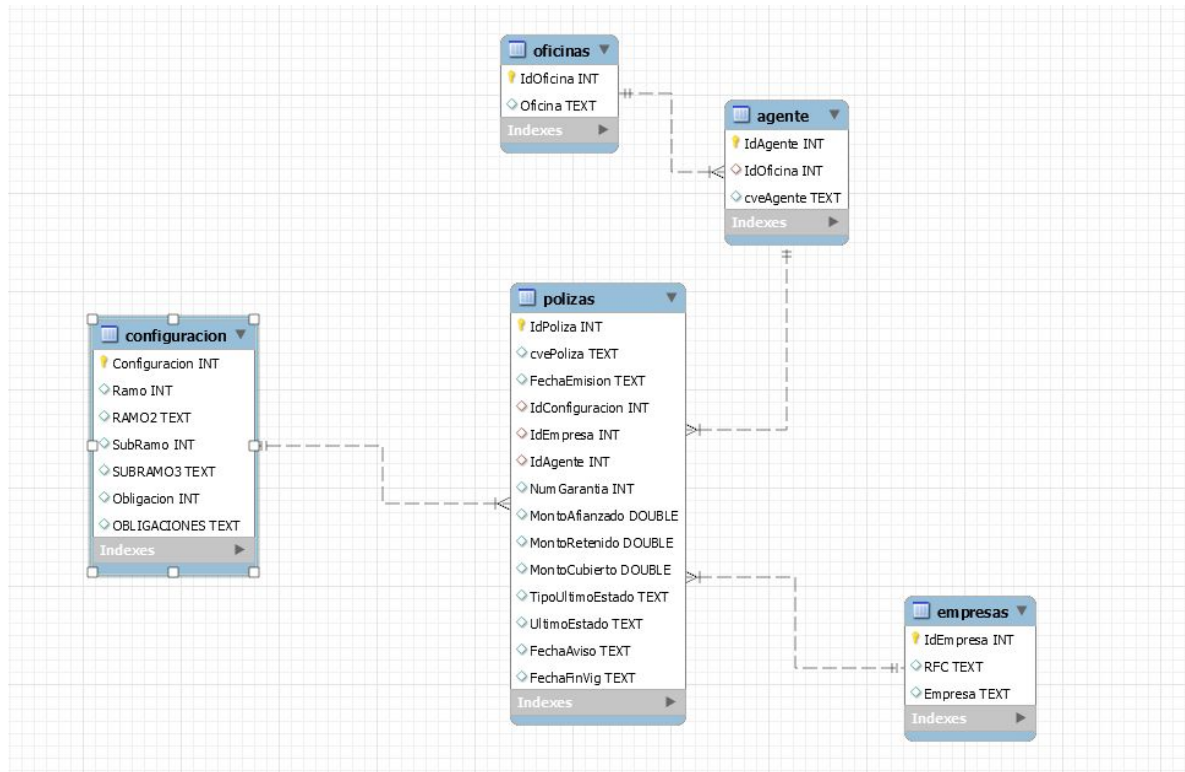 oficinas
IdOficina INT
Oficina TEXT
Indexes
agente
IdAgente INT
IdOficina INT
cveAgente TEXT
Indexes
configuracion
Configuracion INT
Ramo INT
RAMO2 TEXT
SubRamo INT
SUBRAMO3 TEXT
Obligacion INT
OBLIGACIONES TEXT
Indexes
polizas
IdPoliza INT
cvePoliza TEXT
FechaEmision TEXT
IdConfiguracion INT
IdEmpresa INT
IdAgente INT
NumGarantia INT
MontoAfianzado DOUBLE
MontoRetenido DOUBLE
MontoCubierto DOUBLE
TipoUltimoEstado TEXT
UltimoEstado TEXT
FechaAviso TEXT
FechaFinVig TEXT
Indexes
empresas
IdEmpresa INT
RFC TEXT
Empresa TEXT
Indexes